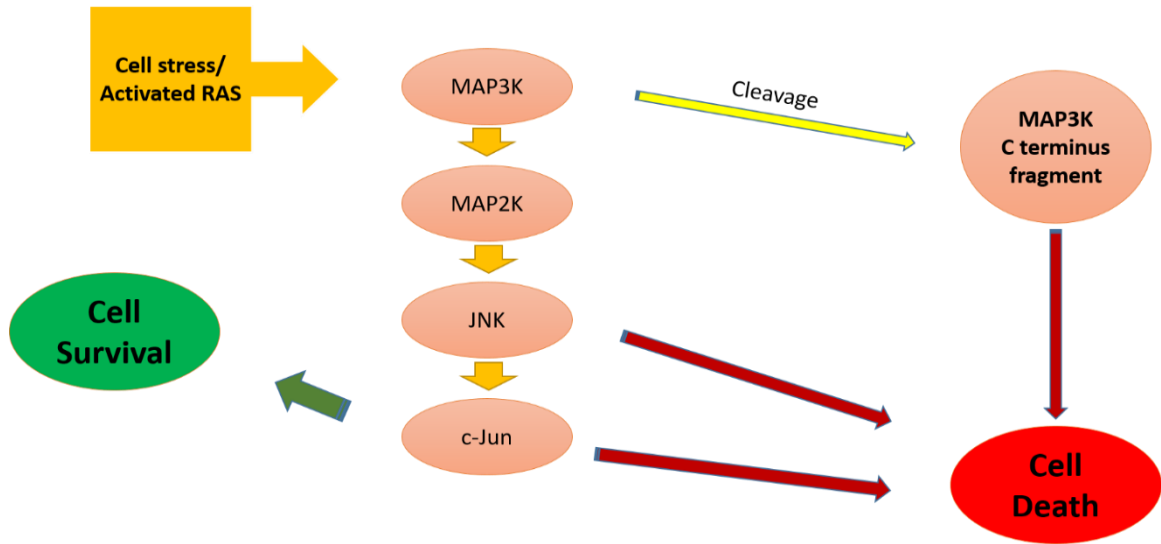 Cell stress/
Activated RAS
MAP3K
Cleavage
MAP3K
C terminus
fragment
MAP2K
Cell
Survival
JNK
c-Jun
Cell
Death